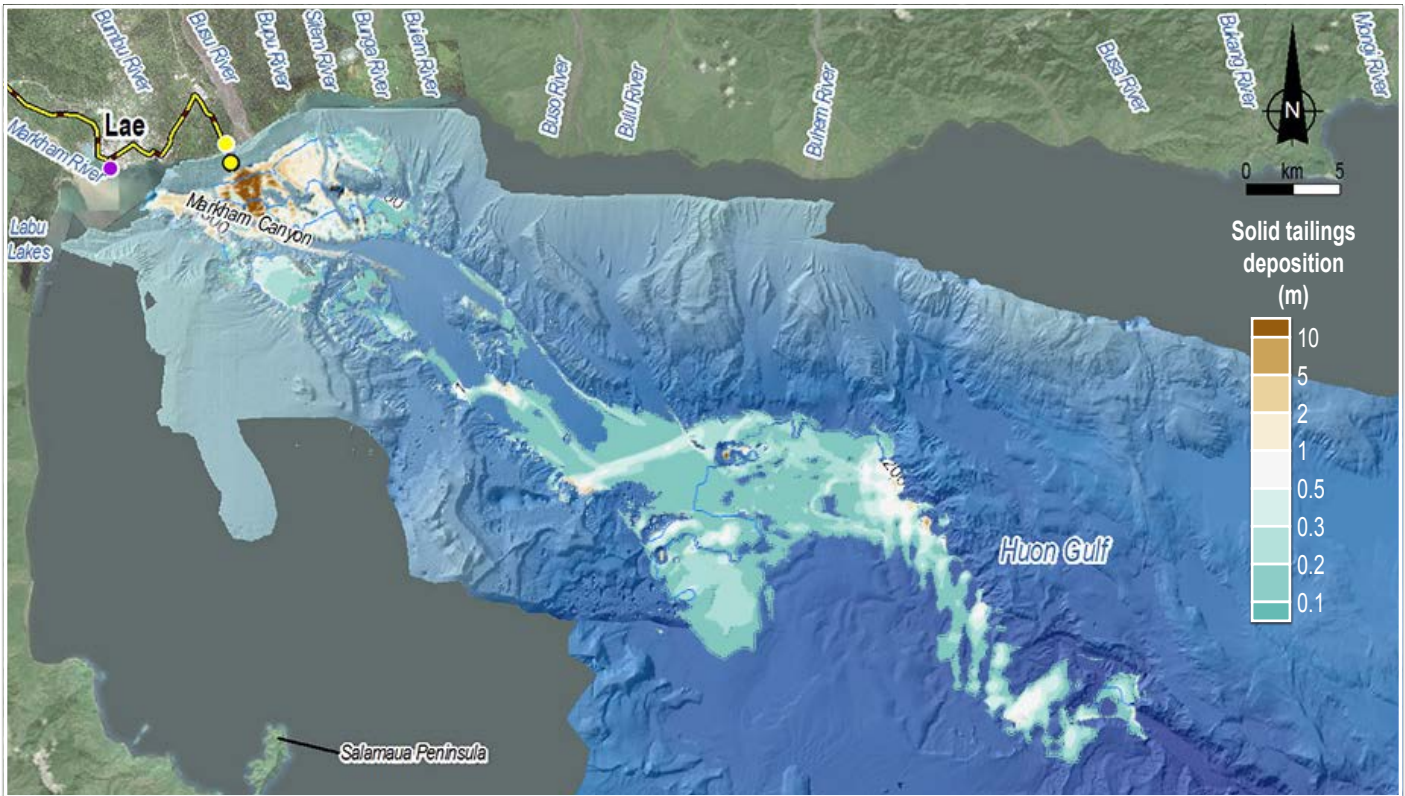 Bumbu River
Busu River
Bupu River
Sitem River
Bunga River
Buiem River
Buso River
Bulu River
Buhem River
Busa River
Bukang River
Mongi River
N
0 km 5
Lae
Markham River
Labu
Lakes
Markham Canyon
Solid tailings
deposition
(m)
10
5
2
1
0.5
0.3
0.2
0.1
Huon Gulf
Salamaua Peninsula